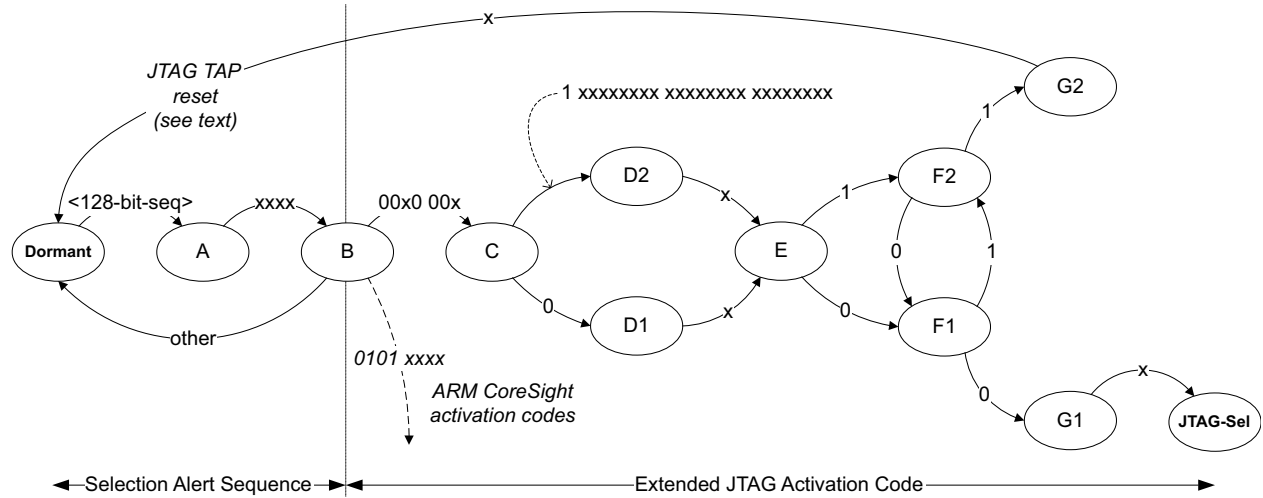 x
JTAG TAP
reset
(see text)
G2
1 xxxxxxxx xxxxxxxx xxxxxxxx
1
D2
F2
<128-bit-seq>
xxxx
00x0 00x
x
1
Dormant
A
B
C
E
0
1
0
x
0
D1
F1
other
0101 xxxx
0
ARM CoreSight
activation codes
x
G1
JTAG-Sel
Selection Alert Sequence
Extended JTAG Activation Code